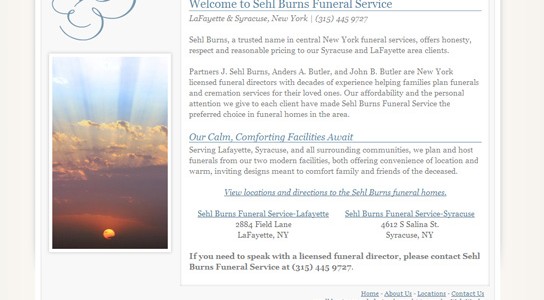 Welcome to Sehl Burns Funeral Service
LaFayette & Syracuse, New York | (315) 445 9727
Sehl Burns, a trusted name in central New York funeral services, offers honesty,
respect and reasonable pricing to our Syracuse and LaFayette area clients.
Partners J. Sehl Burns, Anders A. Butler, and John B. Butler are New York
licensed funeral directors with decades of experience helping families plan funerals
and cremation services for their loved ones. Our affordability and the personal
attention we give to each client have made Sehl Burns Funeral Service the
preferred choice in funeral homes in the area.
Our Calm, Comforting Facilities Await
Serving Lafayette, Syracuse, and all surrounding communities, we plan and host
funerals from our two modern facilities, both offering convenience of location and
warm, inviting designs meant to comfort family and friends of the deceased.
View locations and directions to the Sehl Burns funeral homes.
Sehl Burns Funeral Service-Lafayette
2884 Field Lane
LaFayette, NY
Sehl Burns Funeral Service-Syracuse
4612 S Salina St.
Syracuse, NY
If you need to speak with a licensed funeral director, please contact Sehl
Burns Funeral Service at (315) 445 9727.
Home - About Us - Locations - Contact Us